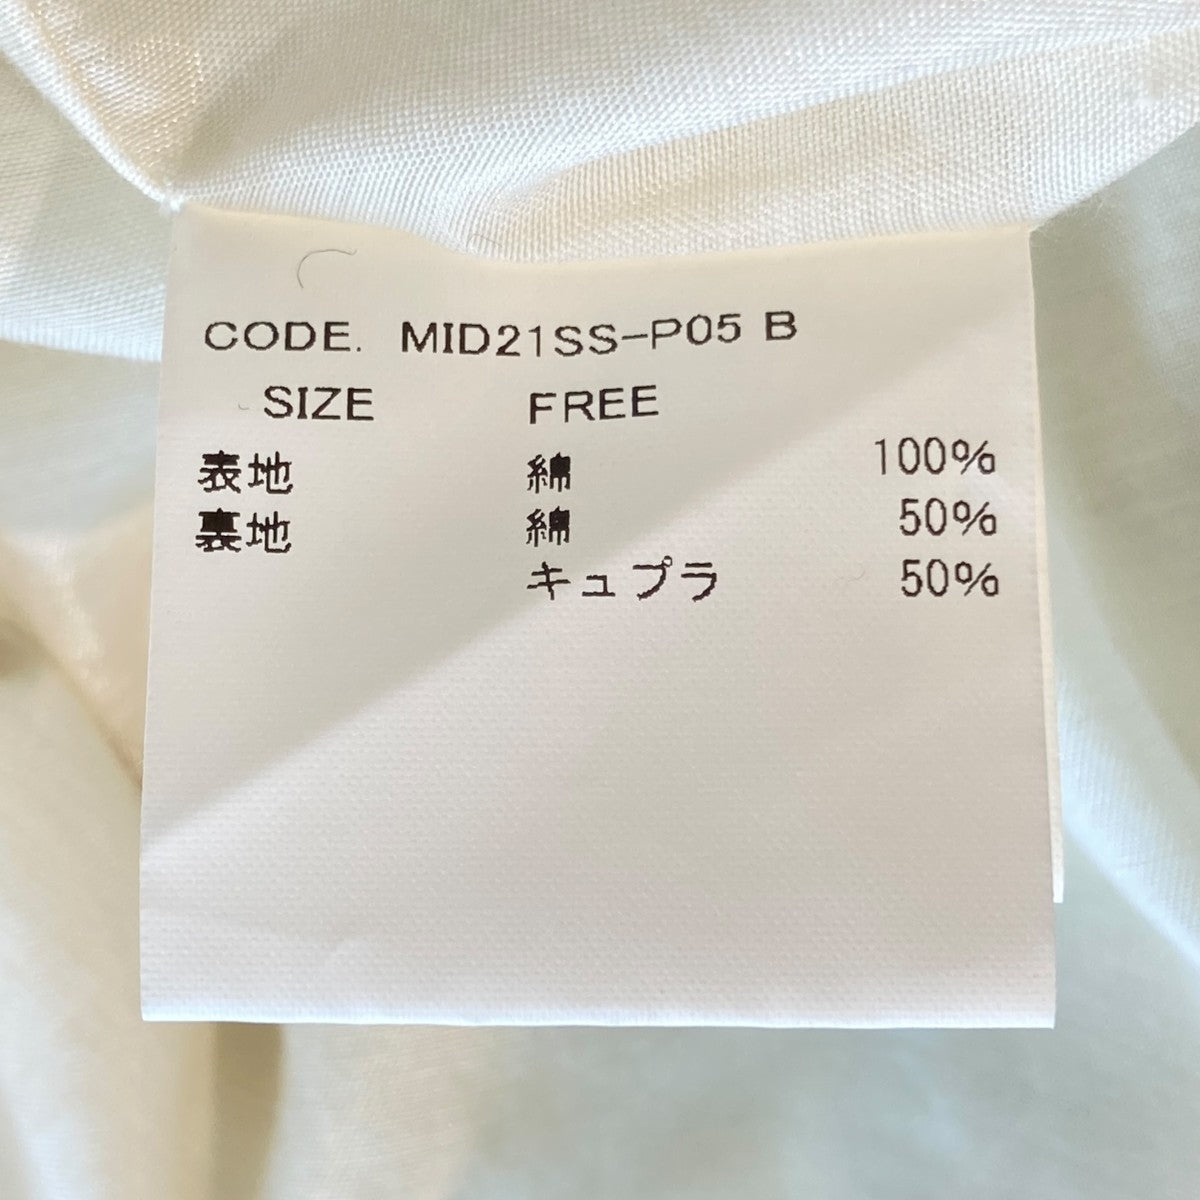 CODE. MID21SS-P05 B
SIZE FREE
表地 綿 100%
裏地 綿 50%
キュプラ 50%